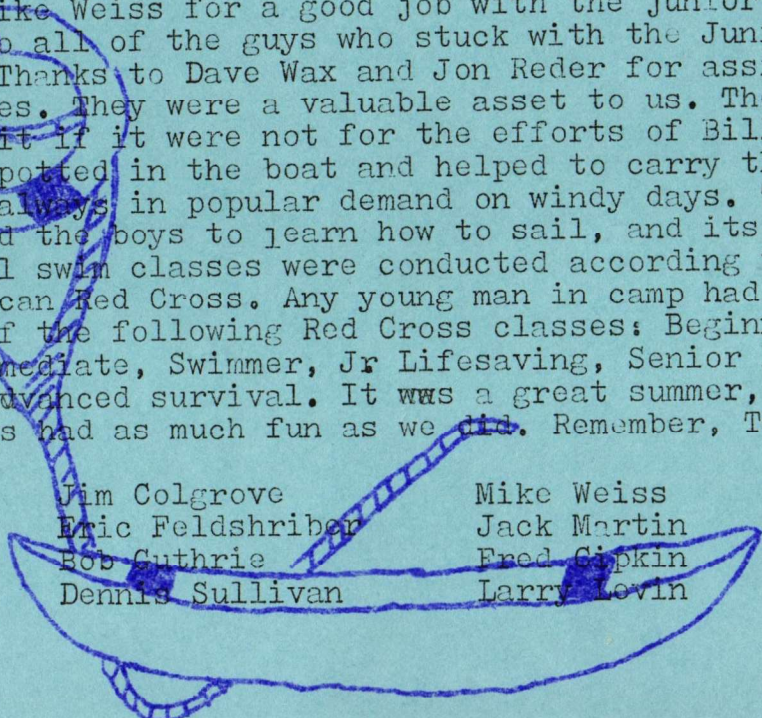 ike Weiss for a good job with the junior
o all of the guys who stuck with the Juni
Thanks to Dave Wax and Jon Reder for assi
es. They were a valuable asset to us. The
it if it were not for the efforts of Bil
potted in the boat and helped to carry th
always in popular demand on windy days.
d the boys to learn how to sail, and its
l swim classes were conducted according
can Red Cross. Any young man in camp had
f the following Red Cross classes: Begin
mediate, Swimmer, Jr Lifesaving, Senior
dvanced survival. It was a great summer,
s had as much fun as we did. Remember, T
Jim Colgrove Mike Weiss
Eric Feldshriber Jack Martin
Bob Guthrie Fred Cipkin
Dennis Sullivan Larry Lovin